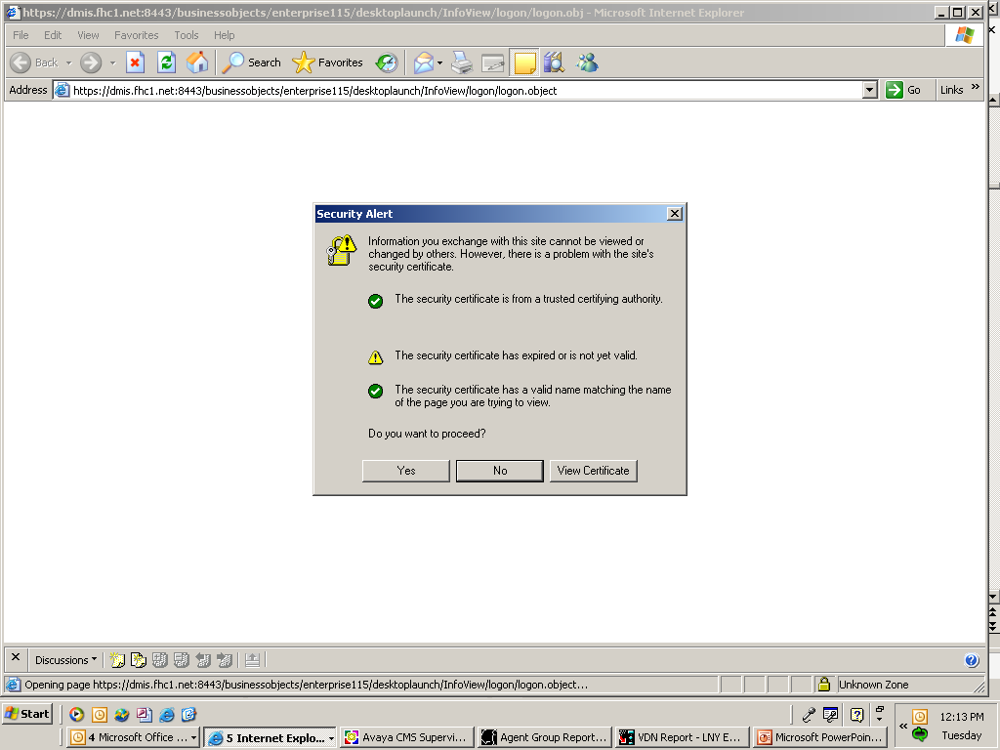 https://dmis.fhc1.net:8443/businessobjects/enterprise115/desktoplaunch/InfoView/logon/logon.obj - Microsoft Internet Explorer
File Edit View Favorites Tools Help
Back Search Favorites
Address https://dmis.fhc1.net:8443/businessobjects/enterprise115/desktoplaunch/InfoView/logon/logon.object Go Links »
Security Alert
Information you exchange with this site cannot be viewed or
changed by others. However, there is a problem with the site's
security certificate.
The security certificate is from a trusted certifying authority.
The security certificate has expired or is not yet valid.
The security certificate has a valid name matching the name
of the page you are trying to view.
Do you want to proceed?
Yes No View Certificate
Discussions
Opening page https://dmis.fhc1.net:8443/businessobjects/enterprise115/desktoplaunch/InfoView/logon/logon.object... Unknown Zone
Start « 12:13 PM
4 Microsoft Office ... 5 Internet Explo... Avaya CMS Supervi... Agent Group Report... VDN Report - LNY E... Microsoft PowerPoin... Tuesday